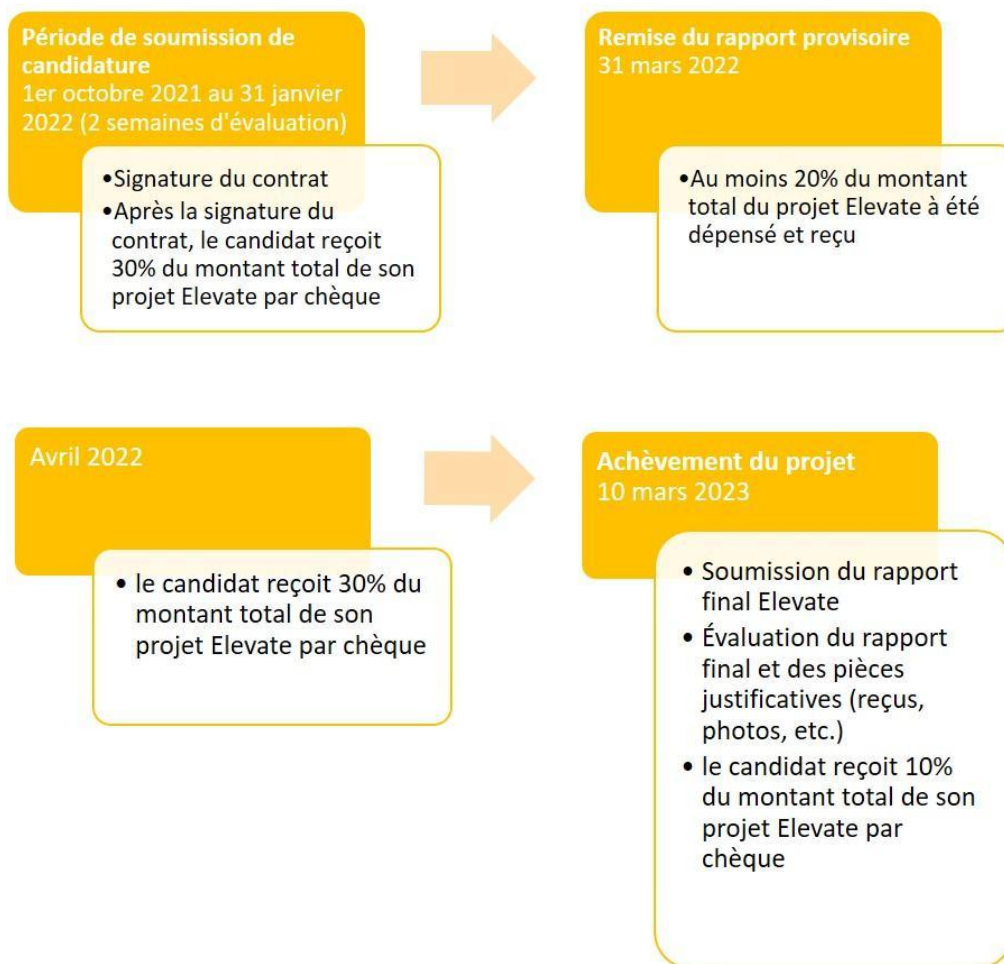 Période de soumission de
candidature
1er octobre 2021 au 31 janvier
2022 (2 semaines d'évaluation)
•Signature du contrat
•Après la signature du
contrat, le candidat reçoit
30% du montant total de son
projet Elevate par chèque
Remise du rapport provisoire
31 mars 2022
•Au moins 20% du montant
total du projet Elevate à été
dépensé et reçu
Avril 2022
• le candidat reçoit 30% du
montant total de son
projet Elevate par chèque
Achèvement du projet
10 mars 2023
• Soumission du rapport
final Elevate
• Évaluation du rapport
final et des pièces
justificatives (reçus,
photos, etc.)
• le candidat reçoit 10%
du montant total de son
projet Elevate par
chèque